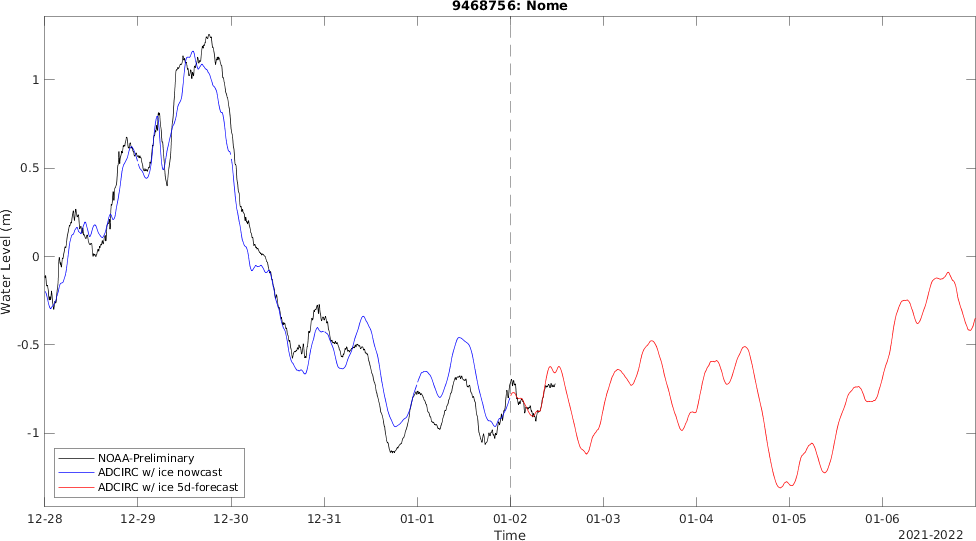 9468756: Nome
Water Level (m)
1
0.5
0
-0.5
-1
NOAA-Preliminary
ADCIRC w/ ice nowcast
ADCIRC w/ ice 5d-forecast
12-28 12-29 12-30 12-31 01-01 01-02 01-03 01-04 01-05 01-06
Time
2021-2022